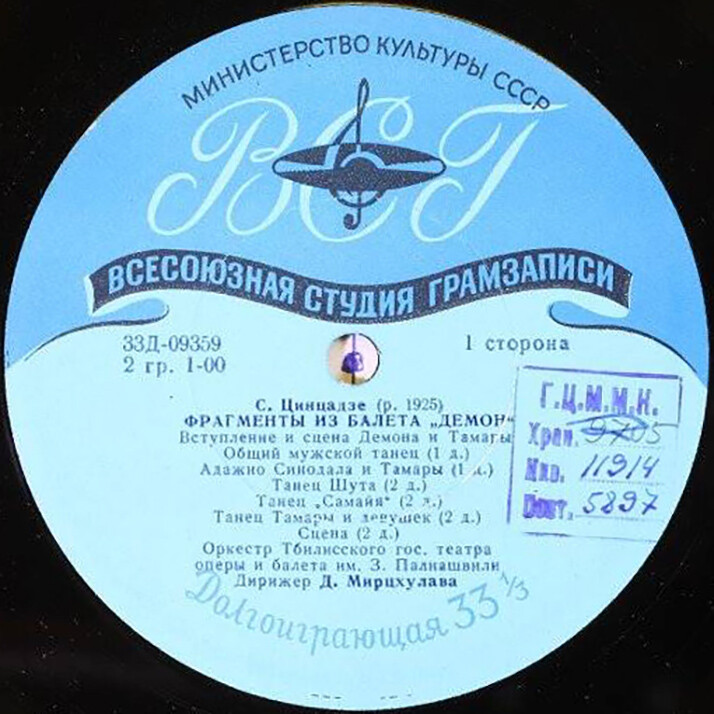 МИНИСТЕРСТВО КУЛЬТУРЫ СССР
ВСГ
ВСЕСОЮЗНАЯ СТУДИЯ ГРАМЗАПИСИ
33Д-09359
2 гр. 1-00
1 сторона
С. Цинцадзе (р. 1925)
ФРАГМЕНТЫ ИЗ БАЛЕТА „ДЕМОН“
Вступление и сцена Демона и Тамары
Общий мужской танец (1 д.)
Адажио Синодала и Тамары (1 д.)
Танец Шута (2 д.)
Танец „Самайя“ (2 д.)
Танец Тамары и девушек (2 д.)
Сцена (2 д.)
Оркестр Тбилисского гос. театра
оперы и балета им. З. Палиашвили
Дирижер Д. Мирцхулава
Долгоиграющая 33 1/3
Г.Ц.М.М.К.
Хран. 9705
Инв. 11914
5897